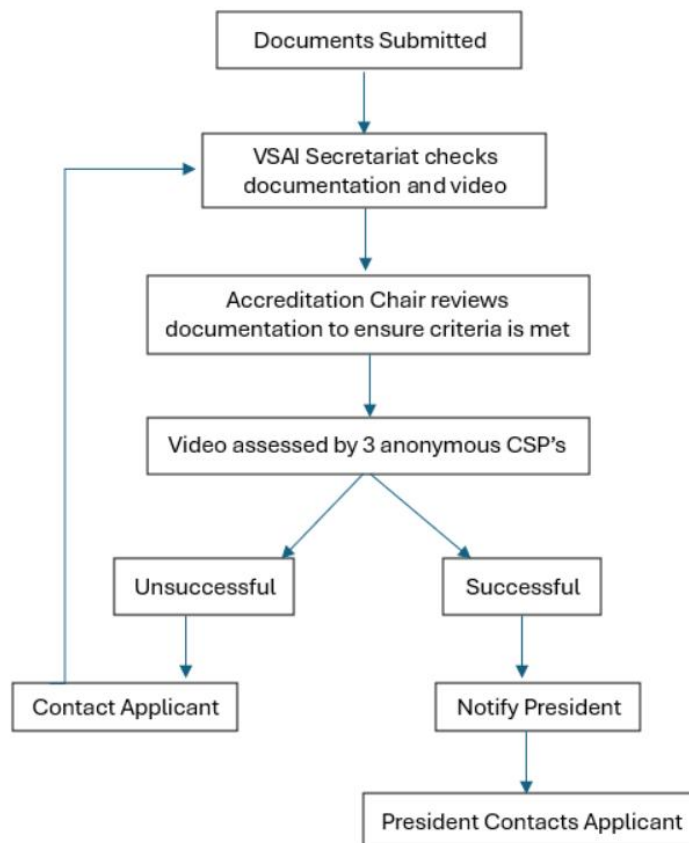 Documents Submitted
VSAI Secretariat checks
documentation and video
Accreditation Chair reviews
documentation to ensure criteria is met
Video assessed by 3 anonymous CSP's
Unsuccessful
Successful
Contact Applicant
Notify President
President Contacts Applicant